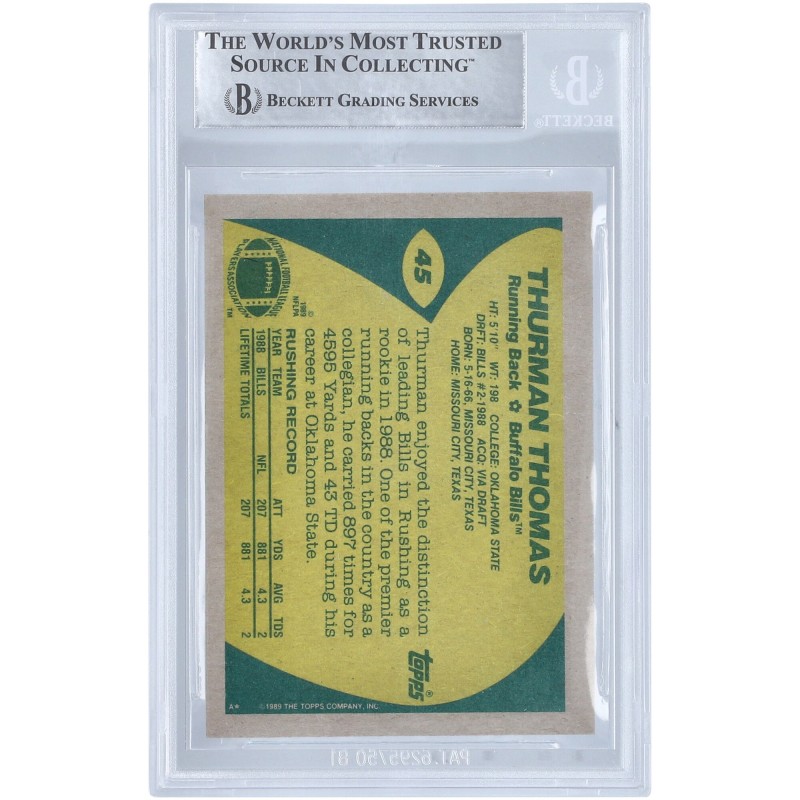 THE WORLD'S MOST TRUSTED
SOURCE IN COLLECTING™
B BECKETT GRADING SERVICES
B
BECKETT®
45
THURMAN THOMAS
Running Back ✿ Buffalo Bills™
HT: 5'10" WT: 198 COLLEGE: OKLAHOMA STATE
DRFT: BILLS #2-1988 ACQ: VIA DRAFT
BORN: 5-16-66, MISSOURI CITY, TEXAS
HOME: MISSOURI CITY, TEXAS
Thurman enjoyed the distinction
of leading Bills in Rushing as a
rookie in 1988. One of the premier
running backs in the country as a
collegian, he carried 897 times for
4595 Yards and 43 TD during his
career at Oklahoma State.
NATIONAL FOOTBALL LEAGUE
PLAYERS ASSOCIATION
™
© 1989 NFLPA
RUSHING RECORD
YEAR TEAM ATT YDS AVG TDS
1988 BILLS NFL 207 881 4.3 2
LIFETIME TOTALS 207 881 4.3 2
topps®
A* ©1989 THE TOPPS COMPANY, INC.
PAT. 6295750 B1